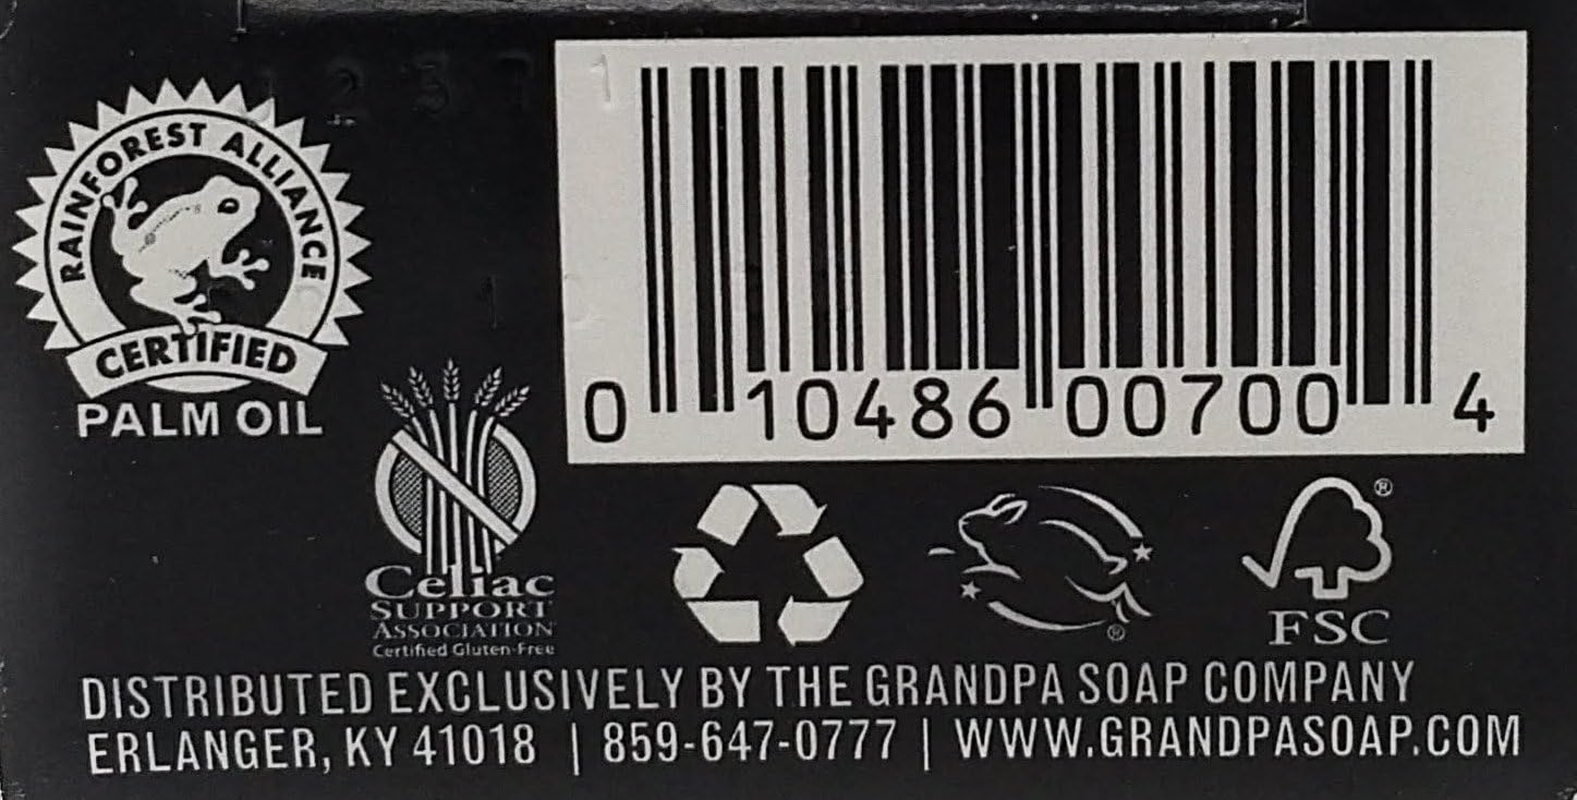 RAINFOREST ALLIANCE
CERTIFIED
PALM OIL
0 10486 00700 4
Celiac
SUPPORT
ASSOCIATION
Certified Gluten-Free
®
®
FSC
DISTRIBUTED EXCLUSIVELY BY THE GRANDPA SOAP COMPANY
ERLANGER, KY 41018 | 859-647-0777 | WWW.GRANDPASOAP.COM